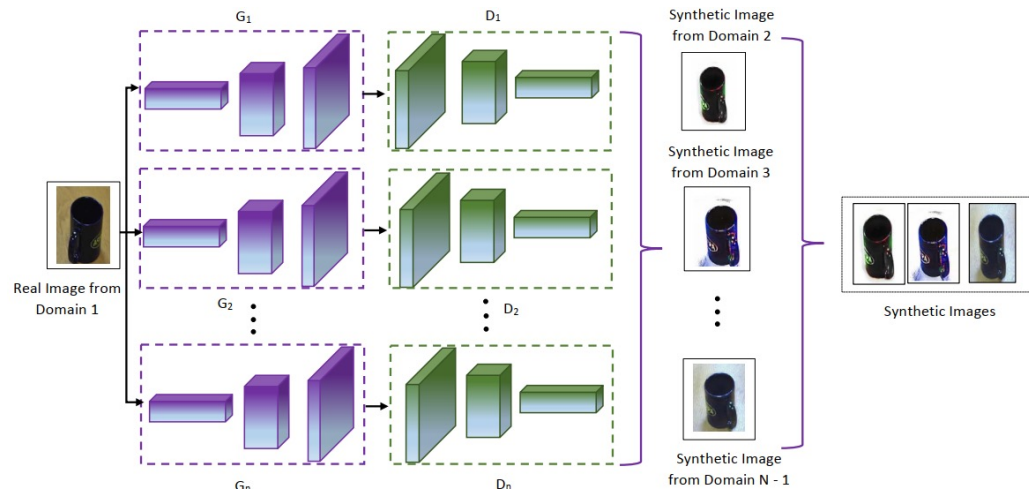 G1
D1
Synthetic Image
from Domain 2
Synthetic Image
from Domain 3
Real Image from
Domain 1
G2
D2
Synthetic Images
Synthetic Image
from Domain N - 1
Gn
Dn